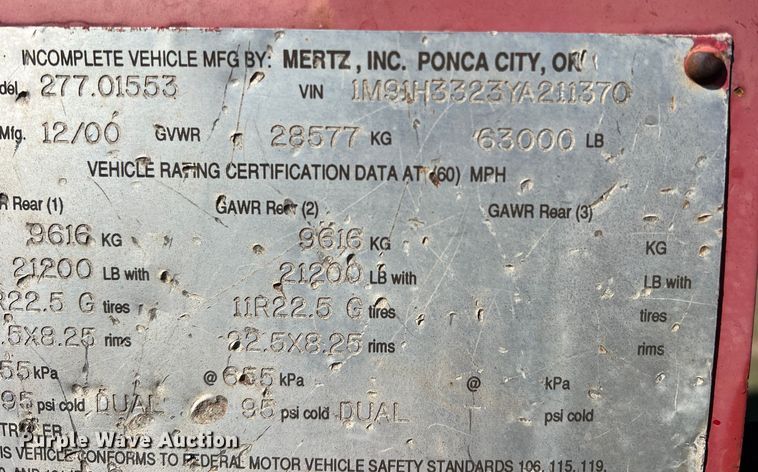 INCOMPLETE VEHICLE MFG BY: MERTZ, INC. PONCA CITY, OK
del 277.01553 VIN 1M91H3323YA211370
Mfg. 12/00 GVWR 28577 KG 63000 LB
VEHICLE RATING CERTIFICATION DATA AT (60) MPH
R Rear (1) GAWR Rear (2) GAWR Rear (3)
9616 KG 9616 KG KG
21200 LB with 21200 LB with LB with
R22.5 G tires 11R22.5 G tires tires
.5X8.25 rims 22.5X8.25 rims rims
55 kPa @ 655 kPa @ kPa
95 psi cold DUAL 95 psi cold DUAL psi cold
TRAILER
Purple Wave Auction
IS VEHICLE CONFORMS TO FEDERAL MOTOR VEHICLE SAFETY STANDARDS 106, 115, 119,